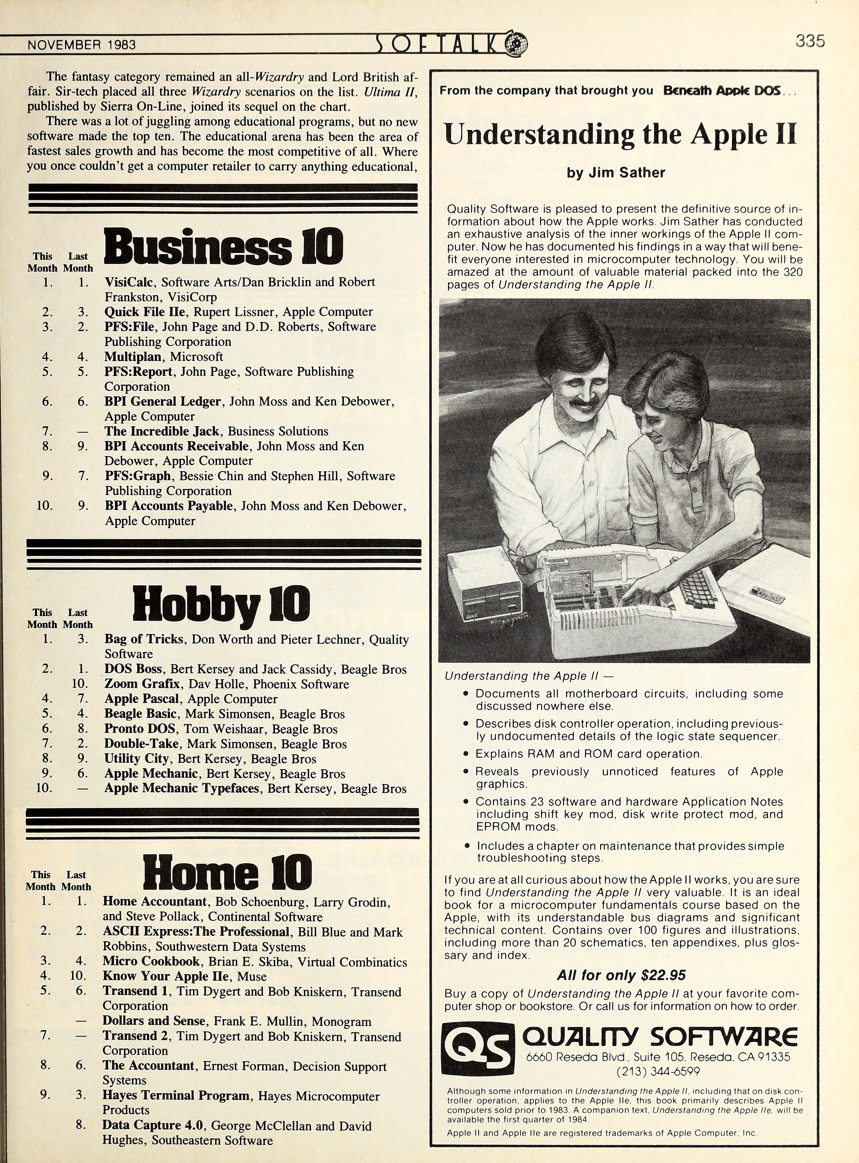 NOVEMBER 1983
SOFTALK
335
The fantasy category remained an all-Wizardry and Lord British af-
fair. Sir-tech placed all three Wizardry scenarios on the list. Ultima II,
published by Sierra On-Line, joined its sequel on the chart.
There was a lot of juggling among educational programs, but no new
software made the top ten. The educational arena has been the area of
fastest sales growth and has become the most competitive of all. Where
you once couldn't get a computer retailer to carry anything educational,
Business 10
This Last
Month Month
1. 1. VisiCalc, Software Arts/Dan Bricklin and Robert
Frankston, VisiCorp
2. 3. Quick File IIe, Rupert Lissner, Apple Computer
3. 2. PFS:File, John Page and D.D. Roberts, Software
Publishing Corporation
4. 4. Multiplan, Microsoft
5. 5. PFS:Report, John Page, Software Publishing
Corporation
6. 6. BPI General Ledger, John Moss and Ken Debower,
Apple Computer
7. — The Incredible Jack, Business Solutions
8. 9. BPI Accounts Receivable, John Moss and Ken
Debower, Apple Computer
9. 7. PFS:Graph, Bessie Chin and Stephen Hill, Software
Publishing Corporation
10. 9. BPI Accounts Payable, John Moss and Ken Debower,
Apple Computer
Hobby 10
This Last
Month Month
1. 3. Bag of Tricks, Don Worth and Pieter Lechner, Quality
Software
2. 1. DOS Boss, Bert Kersey and Jack Cassidy, Beagle Bros
10. Zoom Grafix, Dav Holle, Phoenix Software
4. 7. Apple Pascal, Apple Computer
5. 4. Beagle Basic, Mark Simonsen, Beagle Bros
6. 8. Pronto DOS, Tom Weishaar, Beagle Bros
7. 2. Double-Take, Mark Simonsen, Beagle Bros
8. 9. Utility City, Bert Kersey, Beagle Bros
9. 6. Apple Mechanic, Bert Kersey, Beagle Bros
10. — Apple Mechanic Typefaces, Bert Kersey, Beagle Bros
Home 10
This Last
Month Month
1. 1. Home Accountant, Bob Schoenburg, Larry Grodin,
and Steve Pollack, Continental Software
2. 2. ASCII Express:The Professional, Bill Blue and Mark
Robbins, Southwestern Data Systems
3. 4. Micro Cookbook, Brian E. Skiba, Virtual Combinatics
4. 10. Know Your Apple IIe, Muse
5. 6. Transend 1, Tim Dygert and Bob Kniskern, Transend
Corporation
— Dollars and Sense, Frank E. Mullin, Monogram
7. — Transend 2, Tim Dygert and Bob Kniskern, Transend
Corporation
8. 6. The Accountant, Ernest Forman, Decision Support
Systems
9. 3. Hayes Terminal Program, Hayes Microcomputer
Products
8. Data Capture 4.0, George McClellan and David
Hughes, Southeastern Software
From the company that brought you Beneath Apple DOS...
Understanding the Apple II
by Jim Sather
Quality Software is pleased to present the definitive source of in-
formation about how the Apple works. Jim Sather has conducted
an exhaustive analysis of the inner workings of the Apple II com-
puter. Now he has documented his findings in a way that will bene-
fit everyone interested in microcomputer technology. You will be
amazed at the amount of valuable material packed into the 320
pages of Understanding the Apple II.
Understanding the Apple II —
• Documents all motherboard circuits, including some
discussed nowhere else.
• Describes disk controller operation, including previous-
ly undocumented details of the logic state sequencer.
• Explains RAM and ROM card operation.
• Reveals previously unnoticed features of Apple
graphics.
• Contains 23 software and hardware Application Notes
including shift key mod, disk write protect mod, and
EPROM mods.
• Includes a chapter on maintenance that provides simple
troubleshooting steps.
If you are at all curious about how the Apple II works, you are sure
to find Understanding the Apple II very valuable. It is an ideal
book for a microcomputer fundamentals course based on the
Apple, with its understandable bus diagrams and significant
technical content. Contains over 100 figures and illustrations,
including more than 20 schematics, ten appendixes, plus glos-
sary and index.
All for only $22.95
Buy a copy of Understanding the Apple II at your favorite com-
puter shop or bookstore. Or call us for information on how to order.
QS QUALITY SOFTWARE
6660 Reseda Blvd., Suite 105, Reseda, CA 91335
(213) 344-6599
Although some information in Understanding the Apple II, including that on disk con-
troller operation, applies to the Apple IIe, this book primarily describes Apple II
computers sold prior to 1983. A companion text, Understanding the Apple IIe, will be
available the first quarter of 1984.
Apple II and Apple IIe are registered trademarks of Apple Computer, Inc.